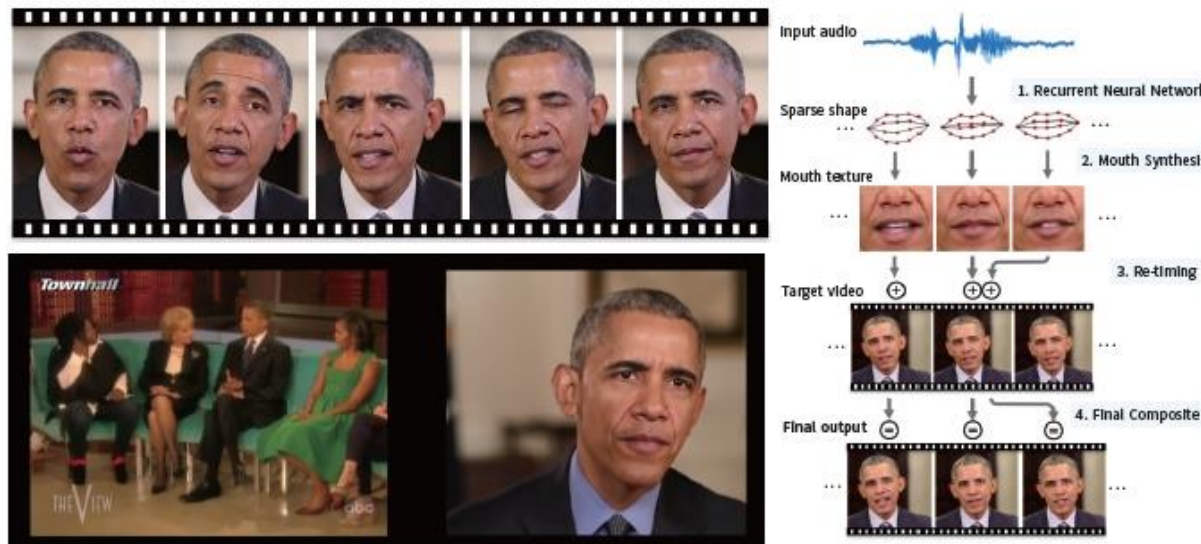 Townhall
THE VIEW
abc
Input audio
1. Recurrent Neural Network
Sparse shape
...
...
2. Mouth Synthesi
Mouth texture
...
...
3. Re-timing
Target video
...
...
4. Final Composite
Final output
...
...